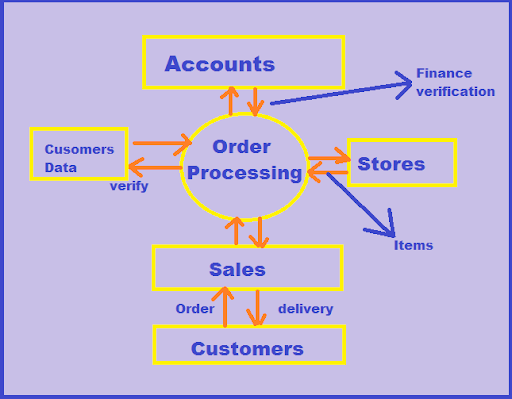 Accounts
Finance
verification
Cusomers
Data
verify
Order
Processing
Stores
Items
Sales
Order
delivery
Customers